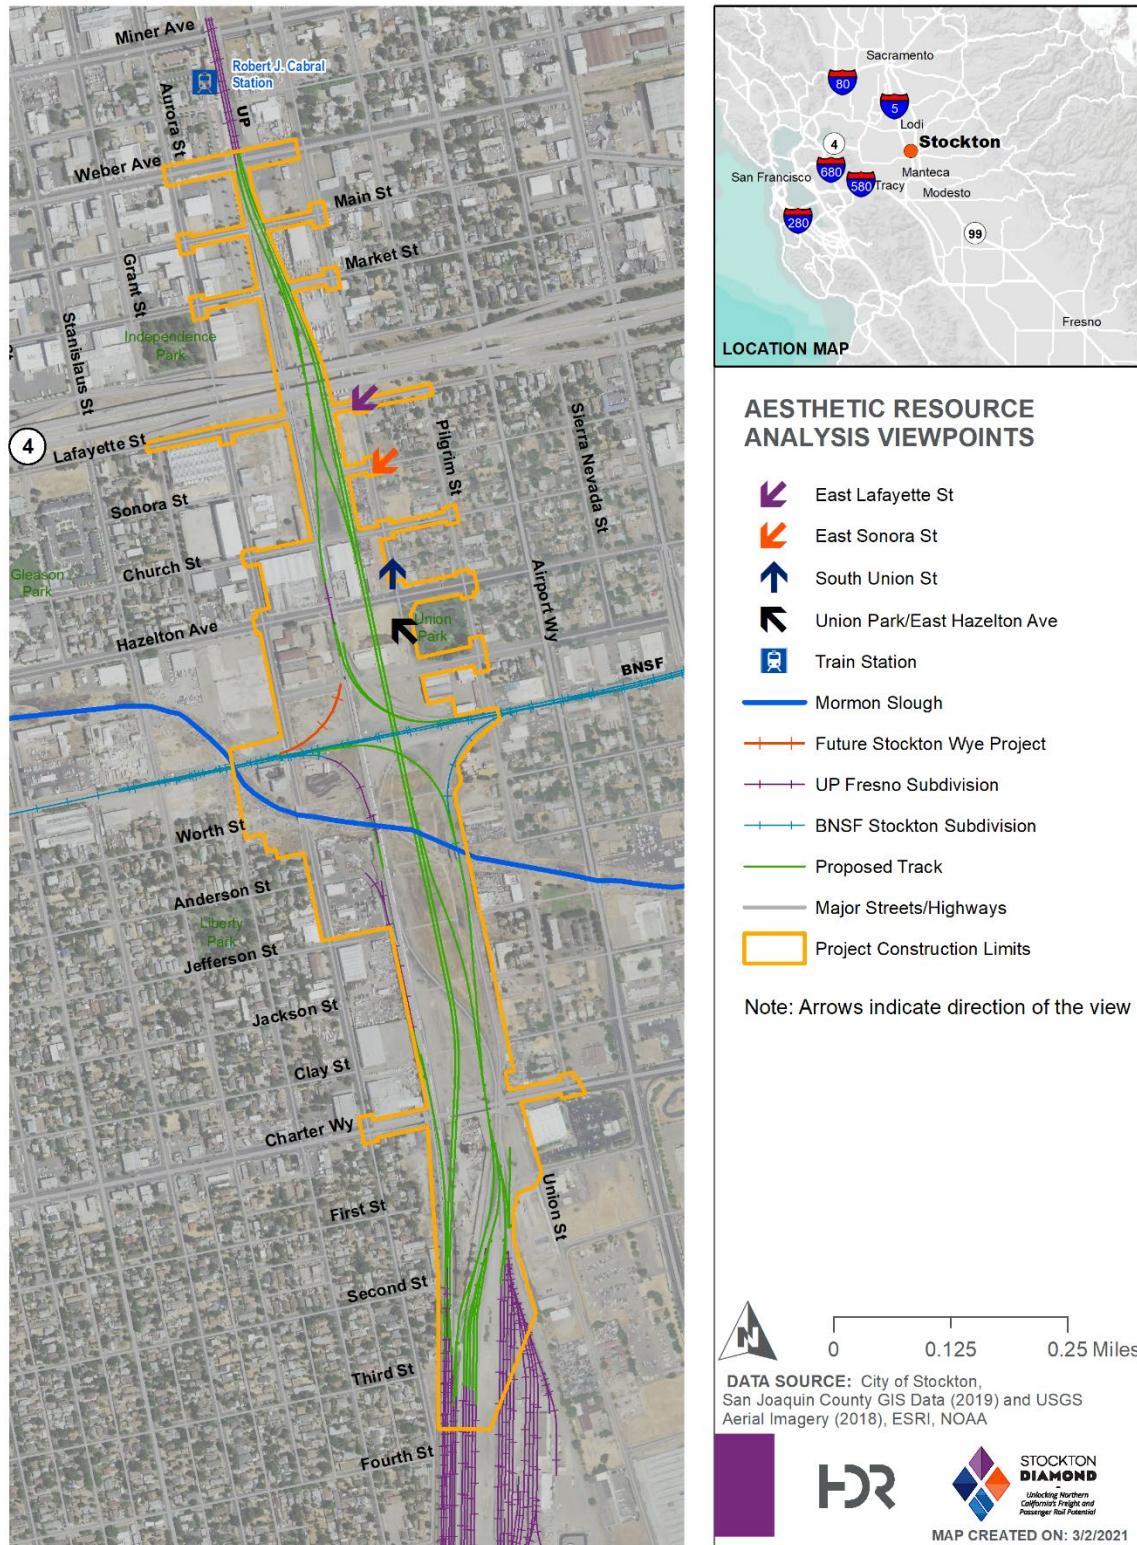 Miner Ave
Robert J. Cabral
Station
Aurora St
UP
Weber Ave
Main St
Grant St
Market St
Stanislaus St
Independence
Park
4
Lafayette St
Pilgrim St
Sierra Nevada St
Sonora St
Church St
Gleason
Park
Airport Wy
Hazelton Ave
Union
Park
BNSF
Worth St
Anderson St
Liberty
Park
Jefferson St
Jackson St
Clay St
Charter Wy
Union St
First St
Second St
Third St
Fourth St
Sacramento
80
5
Lodi
4
Stockton
680
San Francisco
580
Manteca
Tracy
Modesto
280
99
Fresno
LOCATION MAP
AESTHETIC RESOURCE
ANALYSIS VIEWPOINTS
East Lafayette St
East Sonora St
South Union St
Union Park/East Hazelton Ave
Train Station
Mormon Slough
Future Stockton Wye Project
UP Fresno Subdivision
BNSF Stockton Subdivision
Proposed Track
Major Streets/Highways
Project Construction Limits
Note: Arrows indicate direction of the view
N
0 0.125 0.25 Miles
DATA SOURCE: City of Stockton,
San Joaquin County GIS Data (2019) and USGS
Aerial Imagery (2018), ESRI, NOAA
HDR
STOCKTON
DIAMOND
Unlocking Northern
California's Freight and
Passenger Rail Potential
MAP CREATED ON: 3/2/2021